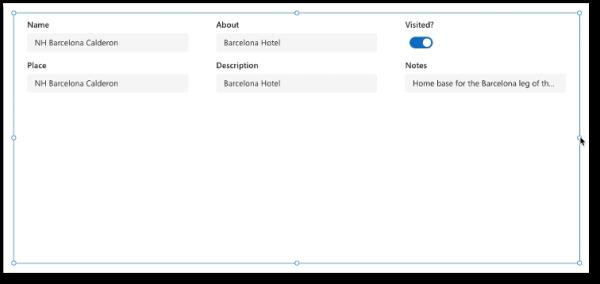 Name About Visited?
NH Barcelona Calderon Barcelona Hotel
Place Description Notes
NH Barcelona Calderon Barcelona Hotel Home base for the Barcelona leg of th...